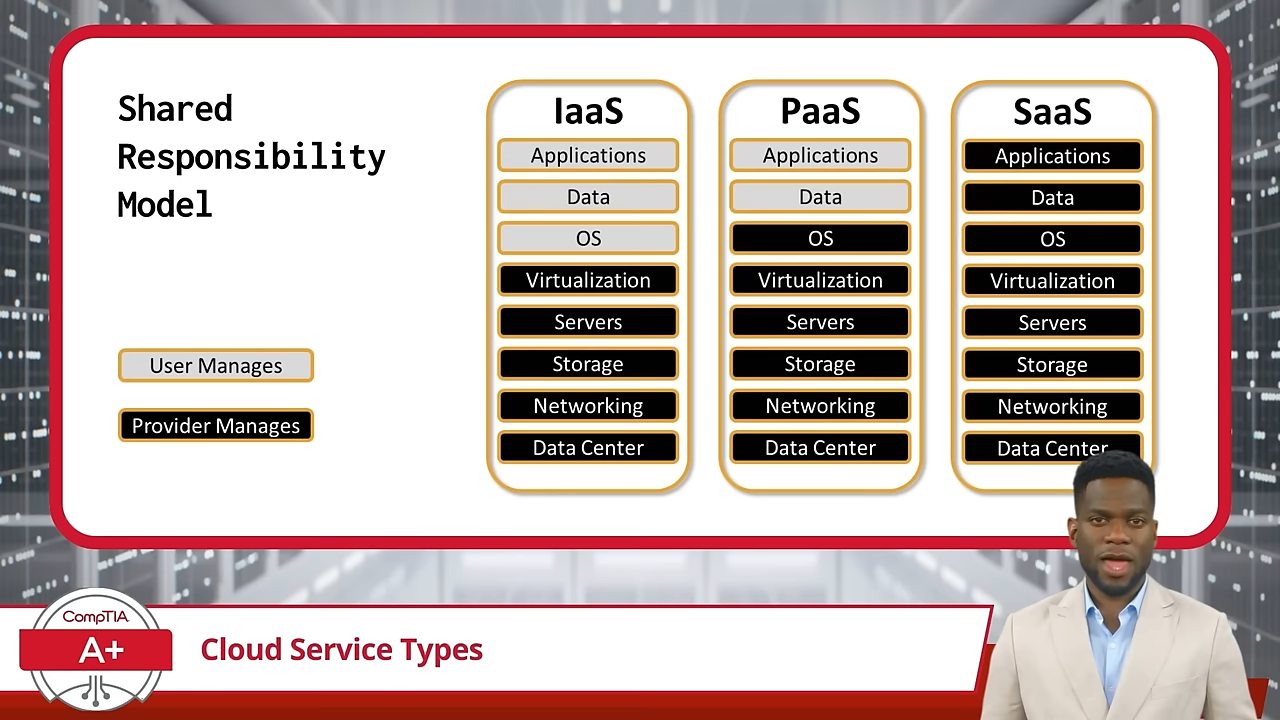 Shared
Responsibility
Model
User Manages
Provider Manages
IaaS
Applications
Data
OS
Virtualization
Servers
Storage
Networking
Data Center
PaaS
Applications
Data
OS
Virtualization
Servers
Storage
Networking
Data Center
SaaS
Applications
Data
OS
Virtualization
Servers
Storage
Networking
Data Center
CompTIA.
A+
Cloud Service Types